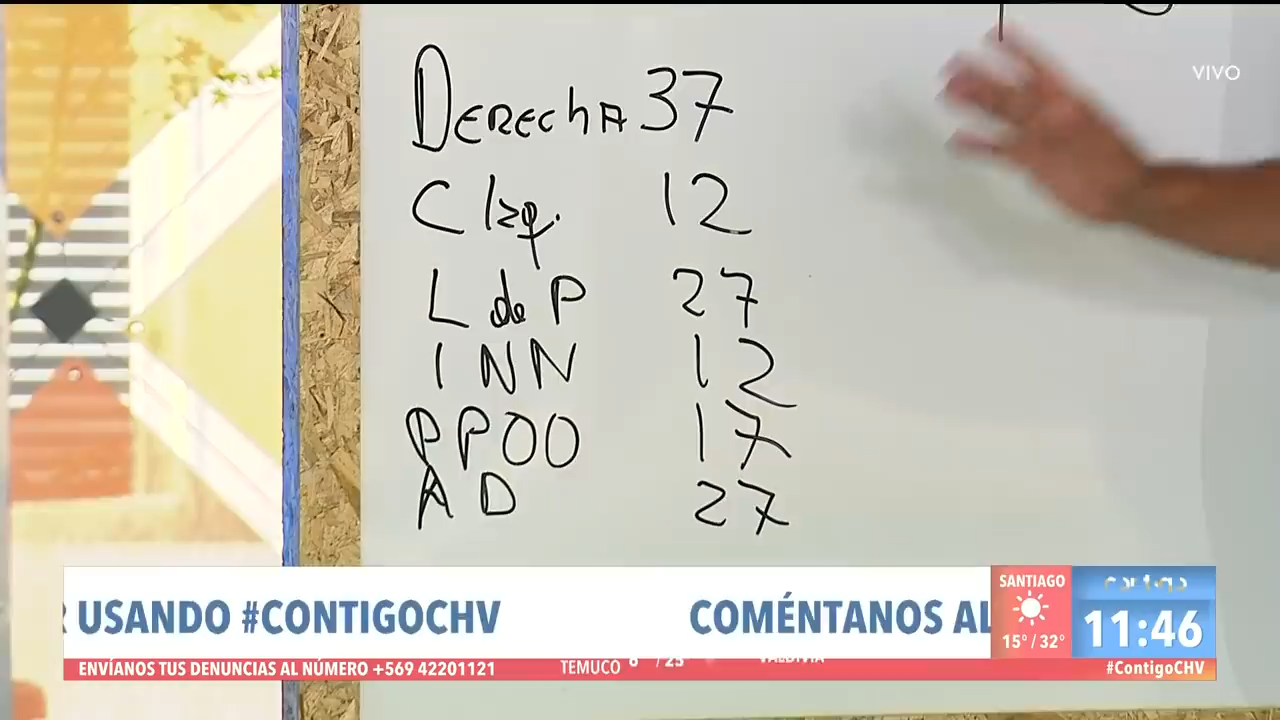 VIVO
DERECHA 37
C Izq. 12
L de P 27
INN 12
PPOO 17
AD 27
USANDO #CONTIGOCHV COMÉNTANOS AL
SANTIAGO
15°/32°
contigo
11:46
ENVÍANOS TUS DENUNCIAS AL NÚMERO +569 42201121
TEMUCO
#ContigoCHV